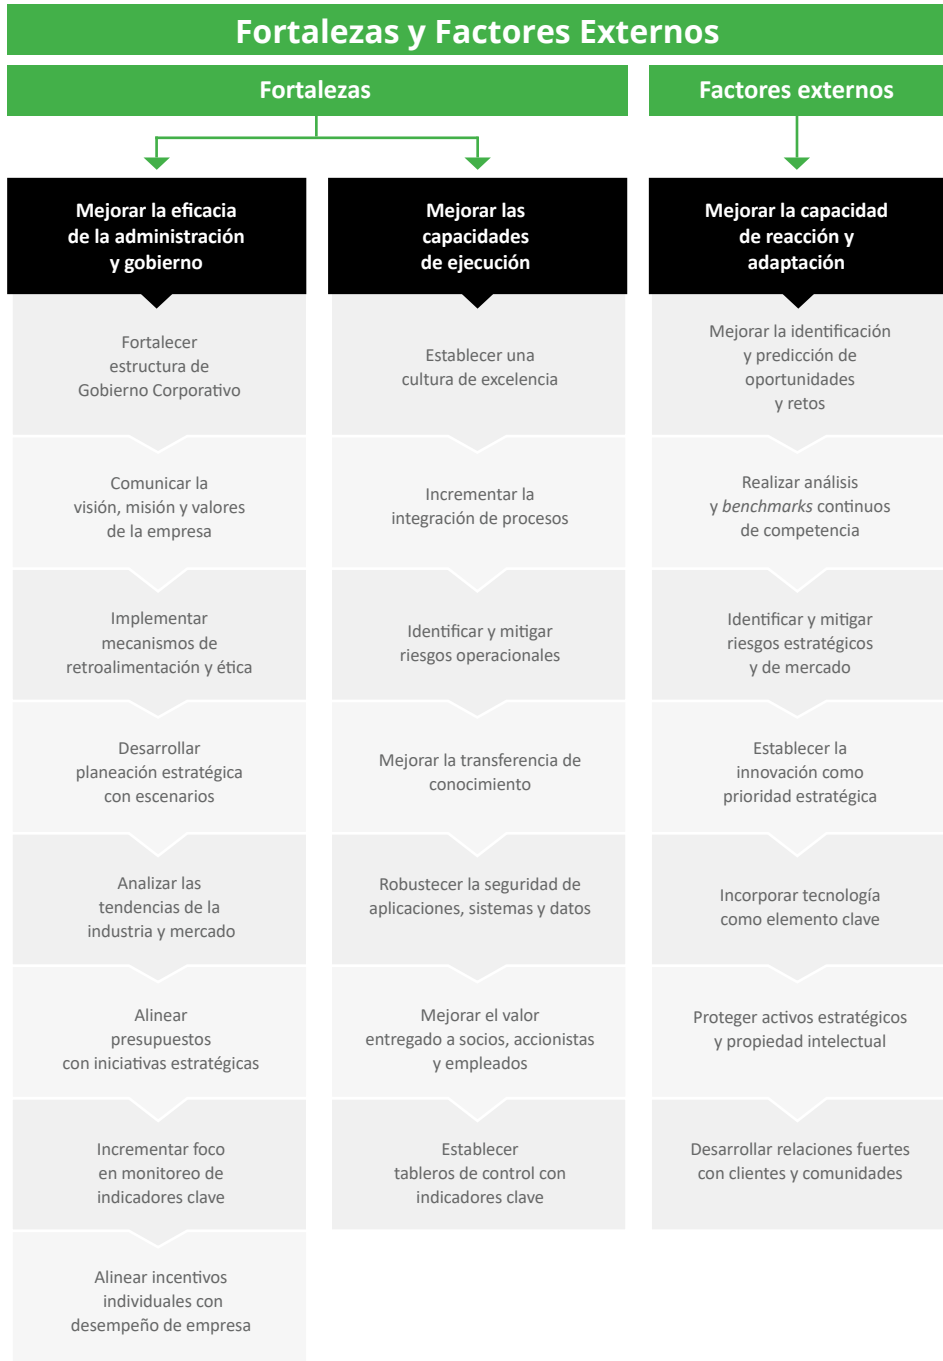 Fortalezas y Factores Externos
Fortalezas
Factores externos
Mejorar la eficacia
de la administración
y gobierno
Fortalecer
estructura de
Gobierno Corporativo
Comunicar la
visión, misión y valores
de la empresa
Implementar
mecanismos de
retroalimentación y ética
Desarrollar
planeación estratégica
con escenarios
Analizar las
tendencias de la
industria y mercado
Alinear
presupuestos
con iniciativas estratégicas
Incrementar foco
en monitoreo de
indicadores clave
Alinear incentivos
individuales con
desempeño de empresa
Mejorar las
capacidades
de ejecución
Establecer una
cultura de excelencia
Incrementar la
integración de procesos
Identificar y mitigar
riesgos operacionales
Mejorar la transferencia de
conocimiento
Robustecer la seguridad de
aplicaciones, sistemas y datos
Mejorar el valor
entregado a socios, accionistas
y empleados
Establecer
tableros de control con
indicadores clave
Mejorar la capacidad
de reacción y
adaptación
Mejorar la identificación
y predicción de
oportunidades
y retos
Realizar análisis
y benchmarks continuos
de competencia
Identificar y mitigar
riesgos estratégicos
y de mercado
Establecer la
innovación como
prioridad estratégica
Incorporar tecnología
como elemento clave
Proteger activos estratégicos
y propiedad intelectual
Desarrollar relaciones fuertes
con clientes y comunidades